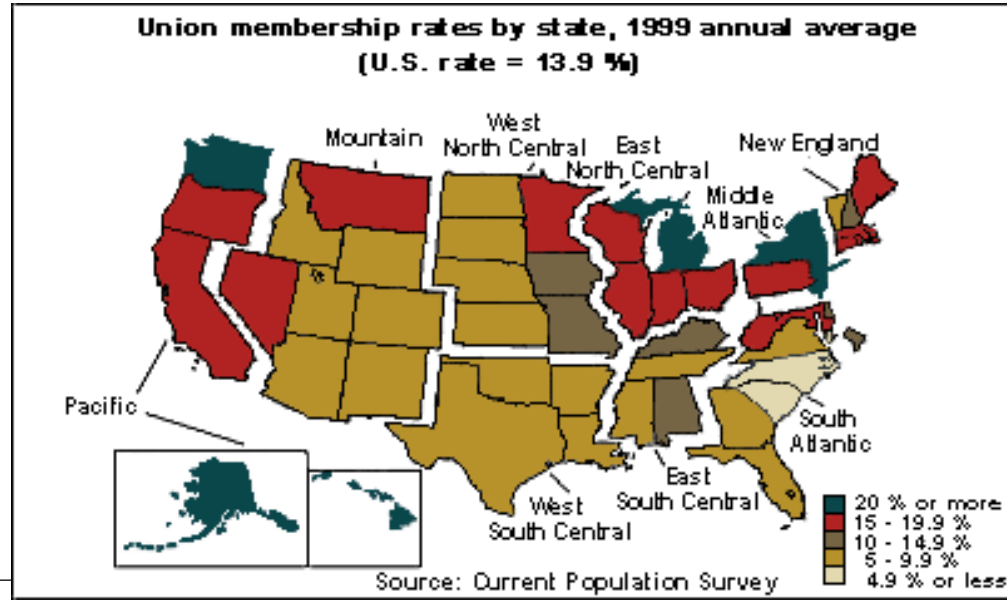 Union membership rates by state, 1999 annual average
(U.S. rate = 13.9 %)
Mountain
West
North Central
East
North Central
New England
Middle
Atlantic
Pacific
South
Atlantic
East
South Central
West
South Central
20 % or more
15 - 19.9 %
10 - 14.9 %
5 - 9.9 %
4.9 % or less
Source: Current Population Survey